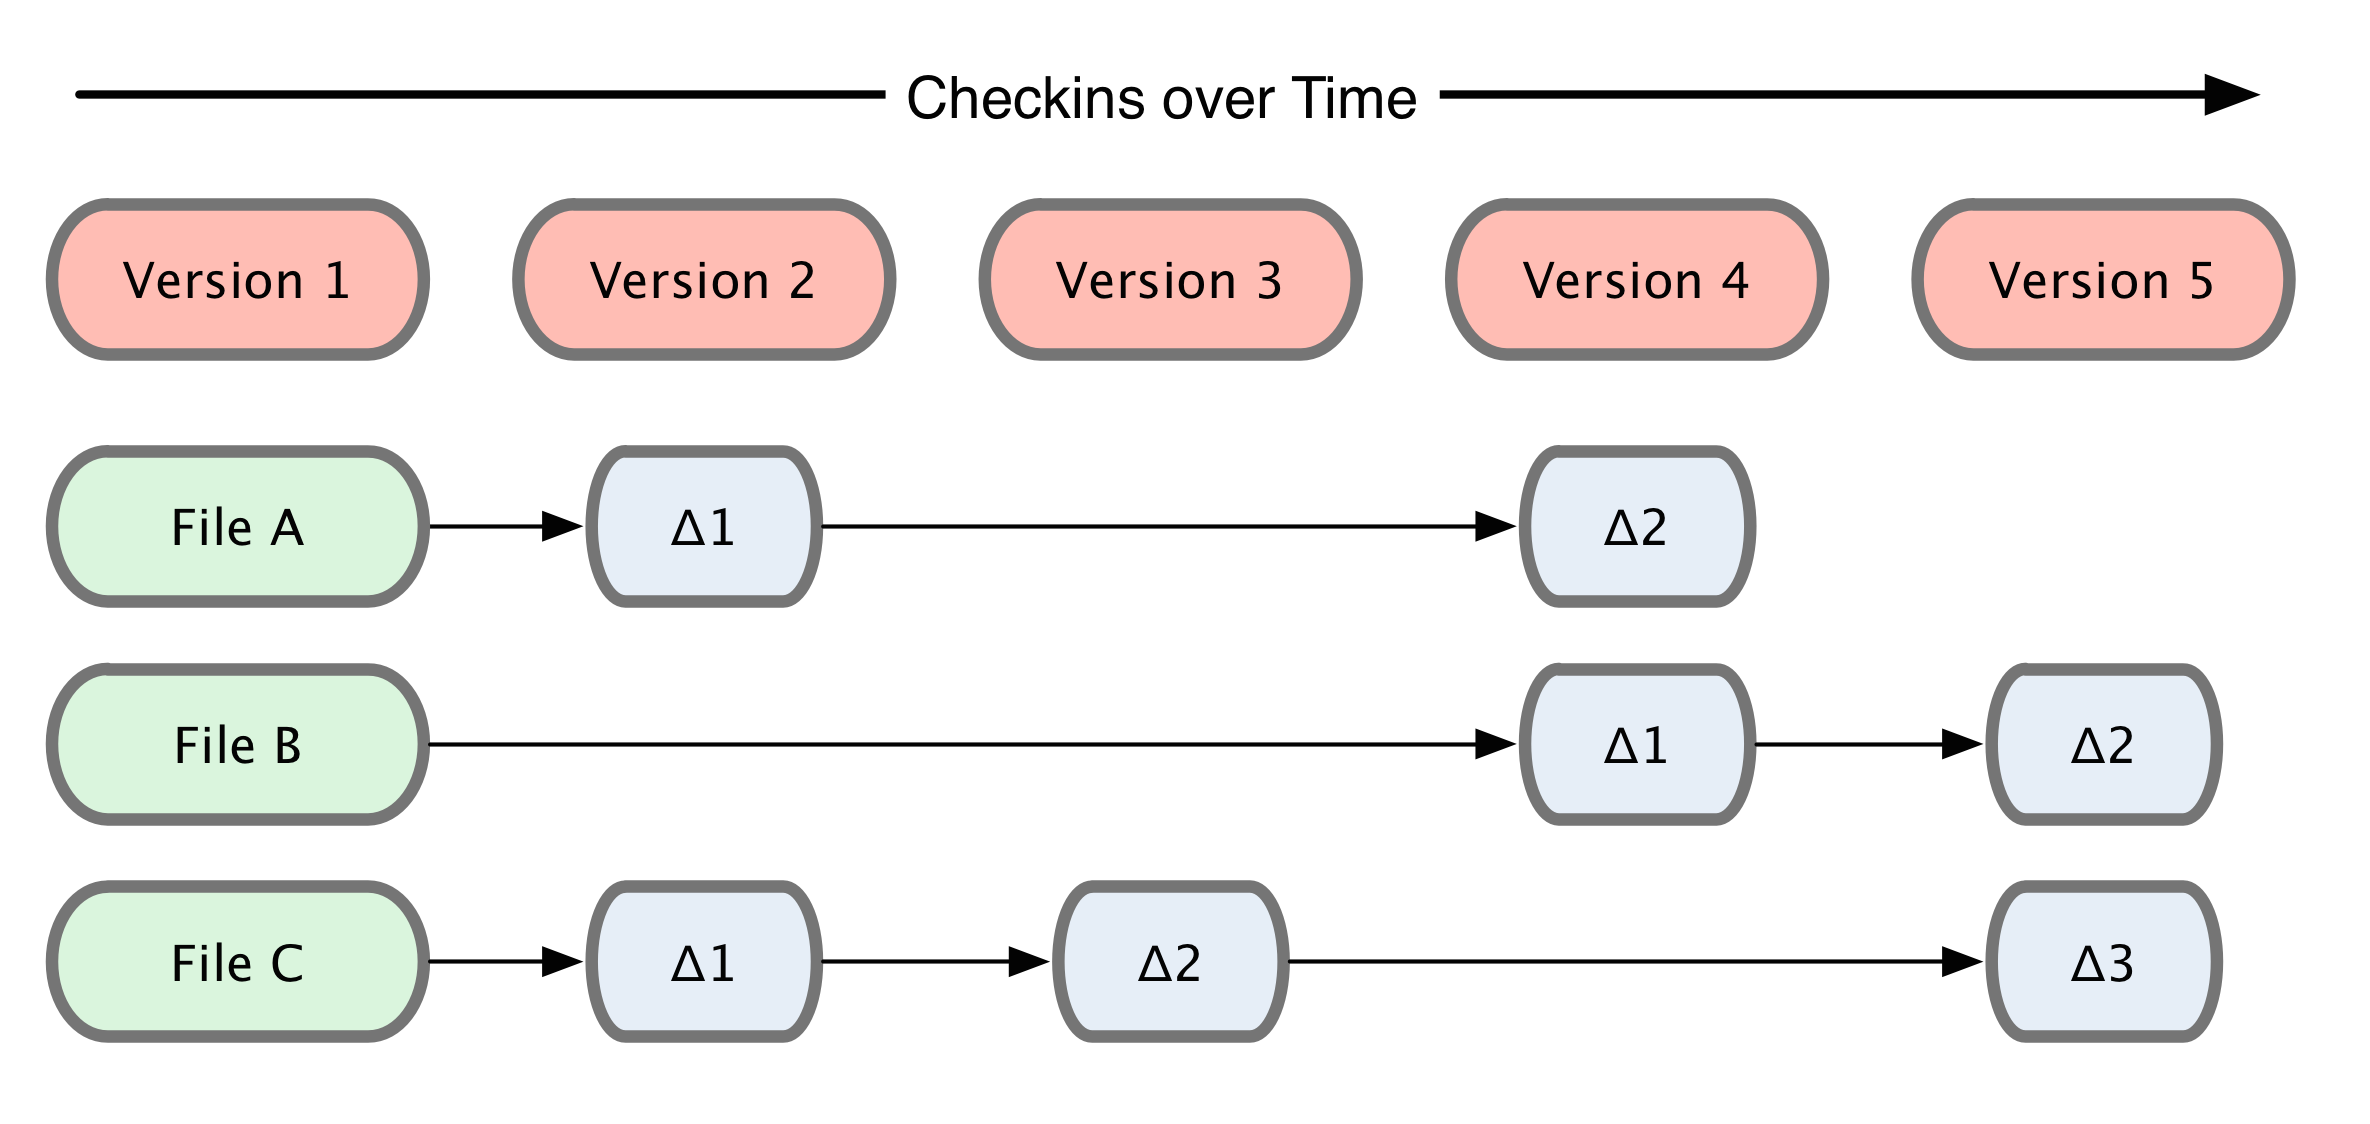 Checkins over Time
Version 1 Version 2 Version 3 Version 4 Version 5
File A Δ1 Δ2
File B Δ1 Δ2
File C Δ1 Δ2 Δ3